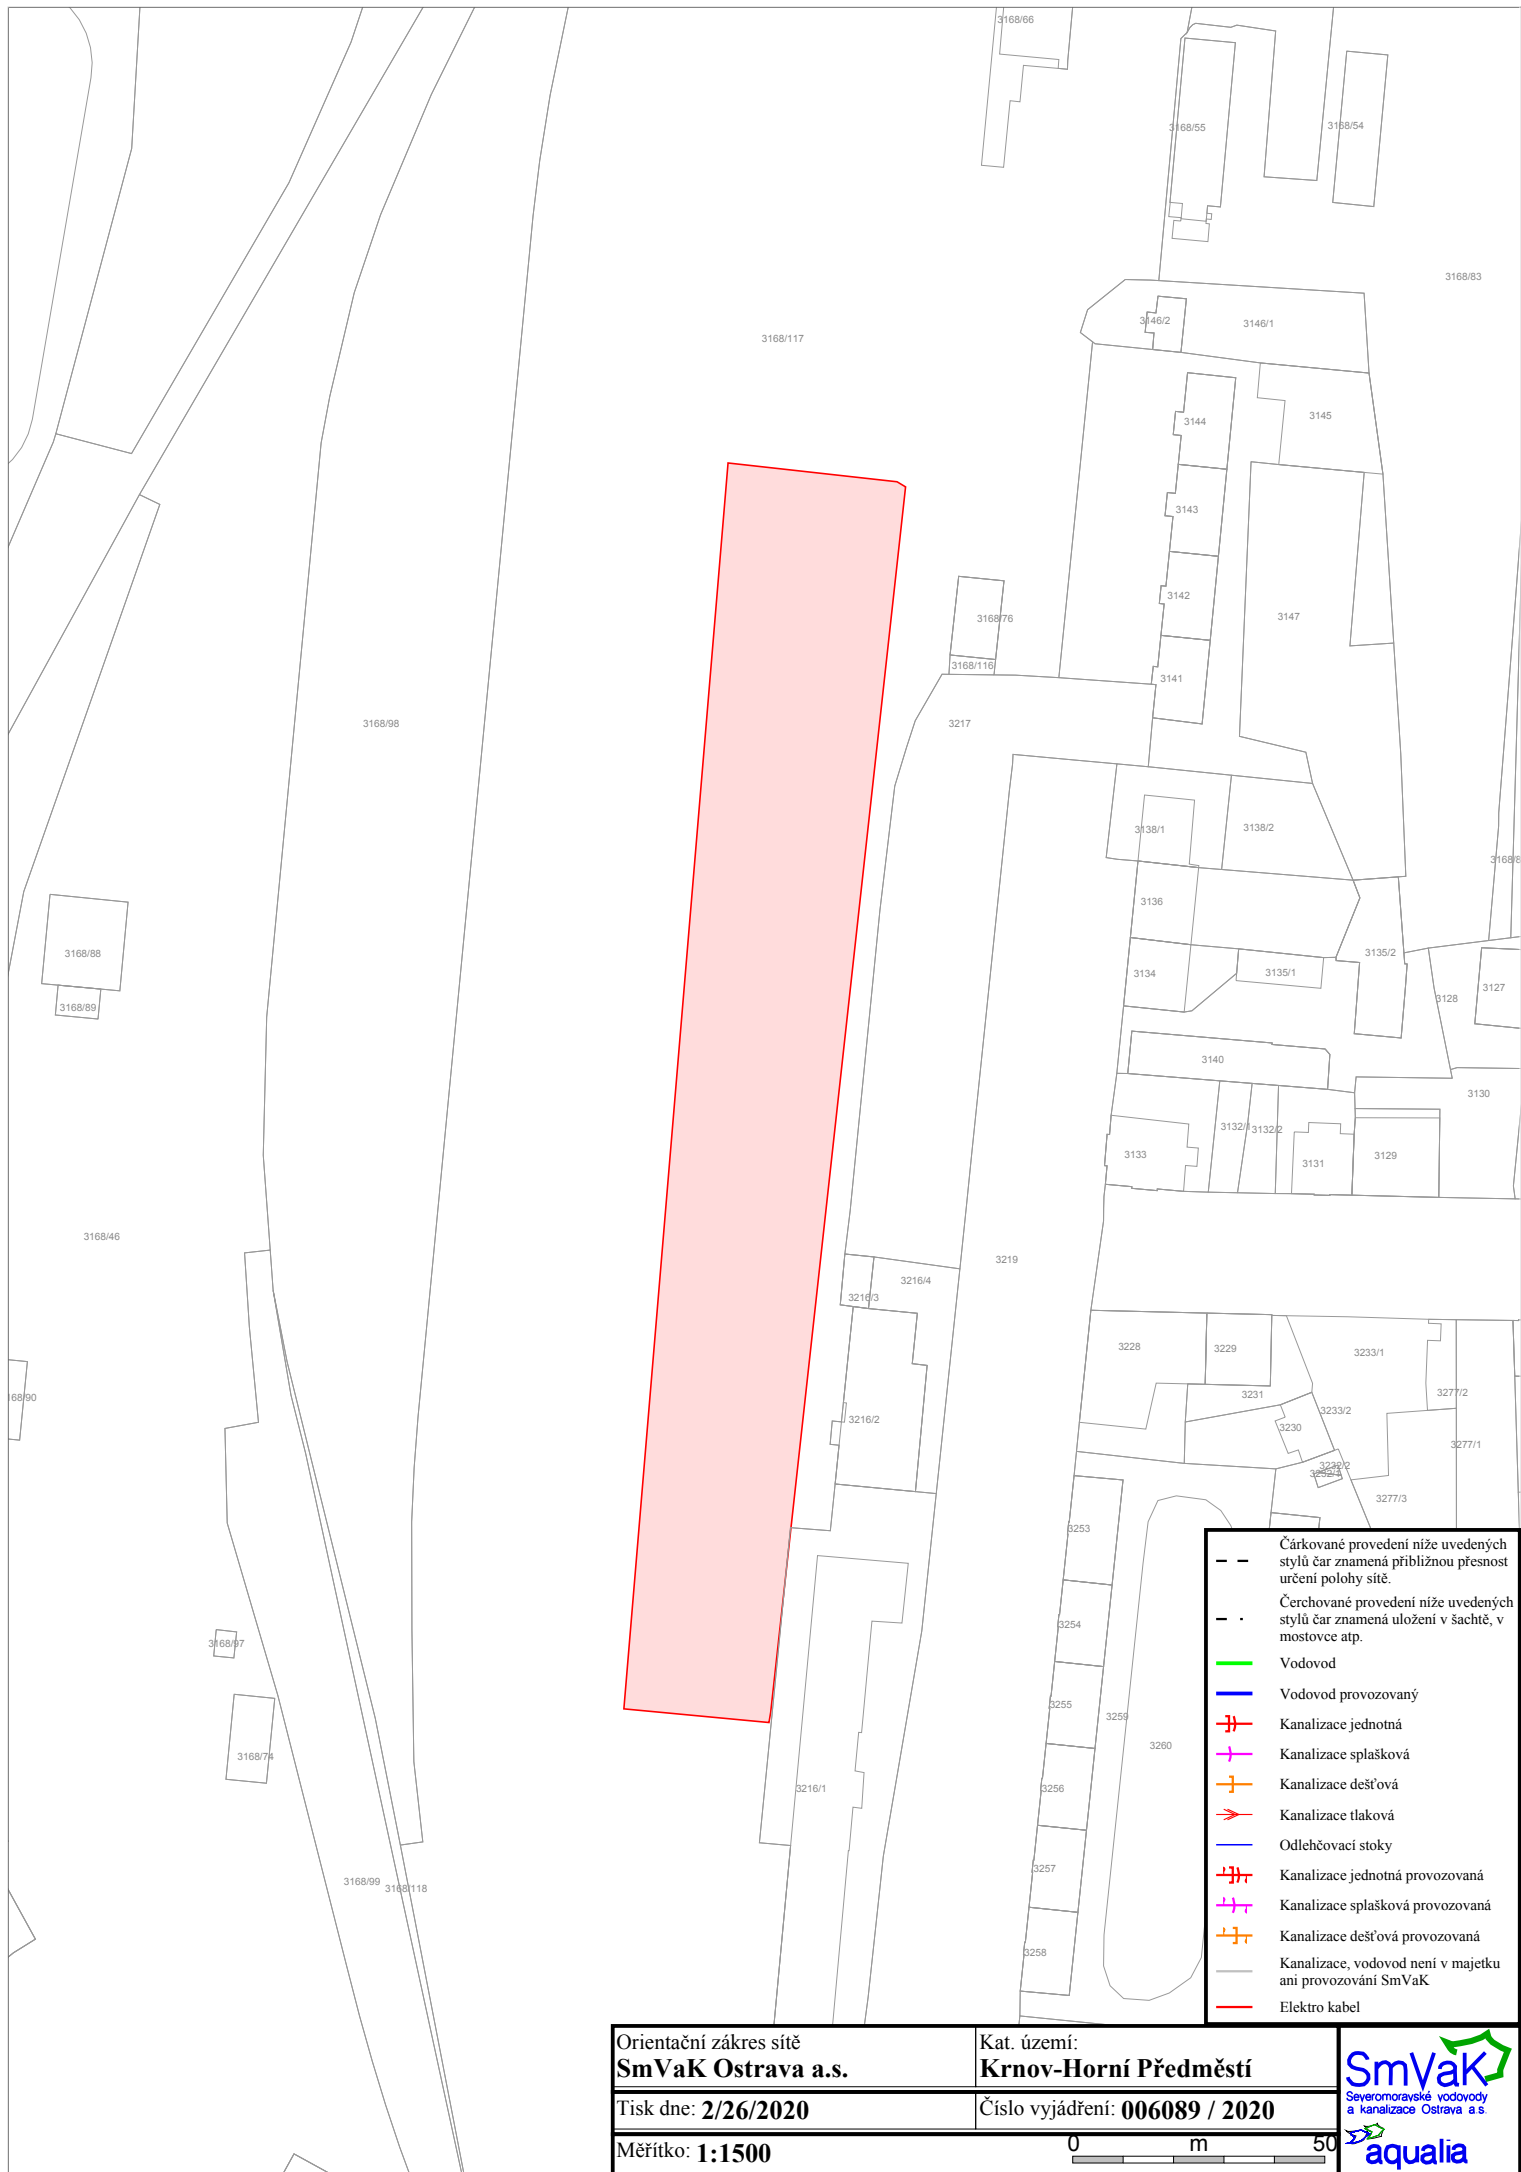 3168/66
3168/55
3168/54
3168/83
3168/117
3146/2
3146/1
3145
3144
3143
3142
3147
3168/76
3168/116
3141
3168/98
3217
3138/1
3138/2
3168/8
3136
3168/88
3168/89
3134
3135/1
3135/2
3128
3127
3140
3130
3132/1
3132/2
3133
3131
3129
3168/46
3219
3216/4
3216/3
3228
3229
3233/1
3231
3277/2
168/90
3216/2
3230
3233/2
3277/1
3232/2
3232/1
3277/3
3253
3254
3168/97
3255
3259
3260
3168/74
3216/1
3256
3257
3168/99
3168/118
3258
Čárkované provedení níže uvedených
stylů čar znamená přibližnou přesnost
určení polohy sítě.
Čerchované provedení níže uvedených
stylů čar znamená uložení v šachtě, v
mostovce atp.
Vodovod
Vodovod provozovaný
Kanalizace jednotná
Kanalizace splašková
Kanalizace dešťová
Kanalizace tlaková
Odlehčovací stoky
Kanalizace jednotná provozovaná
Kanalizace splašková provozovaná
Kanalizace dešťová provozovaná
Kanalizace, vodovod není v majetku
ani provozování SmVaK
Elektro kabel
Orientační zákres sítě
SmVaK Ostrava a.s.
Kat. území:
Krnov-Horní Předměstí
Tisk dne: 2/26/2020
Číslo vyjádření: 006089 / 2020
Měřítko: 1:1500
0 m 50
SmVaK
Severomoravské vodovody
a kanalizace Ostrava a.s.
aqualia